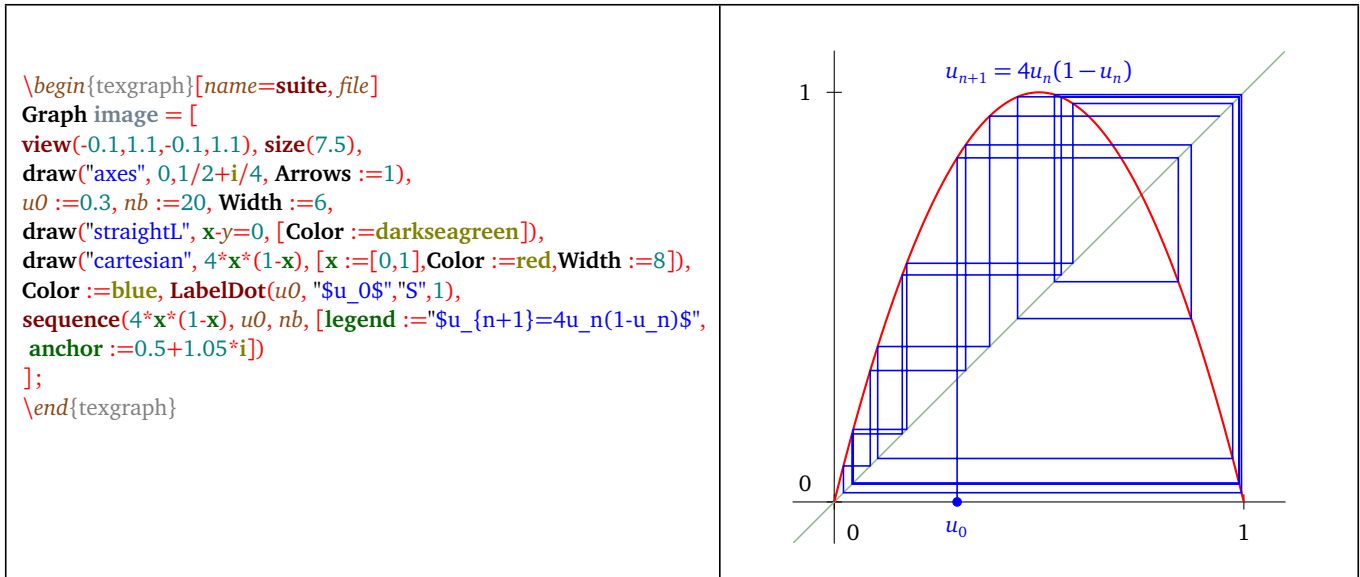 \begin{texgraph}[name=suite, file]
Graph image = [
view(-0.1,1.1,-0.1,1.1), size(7.5),
draw("axes", 0,1/2+i/4, Arrows :=1),
u0 :=0.3, nb :=20, Width :=6,
draw("straightL", x-y=0, [Color :=darkseagreen]),
draw("cartesian", 4*x*(1-x), [x :=[0,1],Color :=red,Width :=8]),
Color :=blue, LabelDot(u0, "$u_0$","S",1),
sequence(4*x*(1-x), u0, nb, [legend :="$u_{n+1}=4u_n(1-u_n)$",
anchor :=0.5+1.05*i])
];
\end{texgraph}
u_{n+1} = 4u_n(1−u_n)
1
0
0
u_0
1